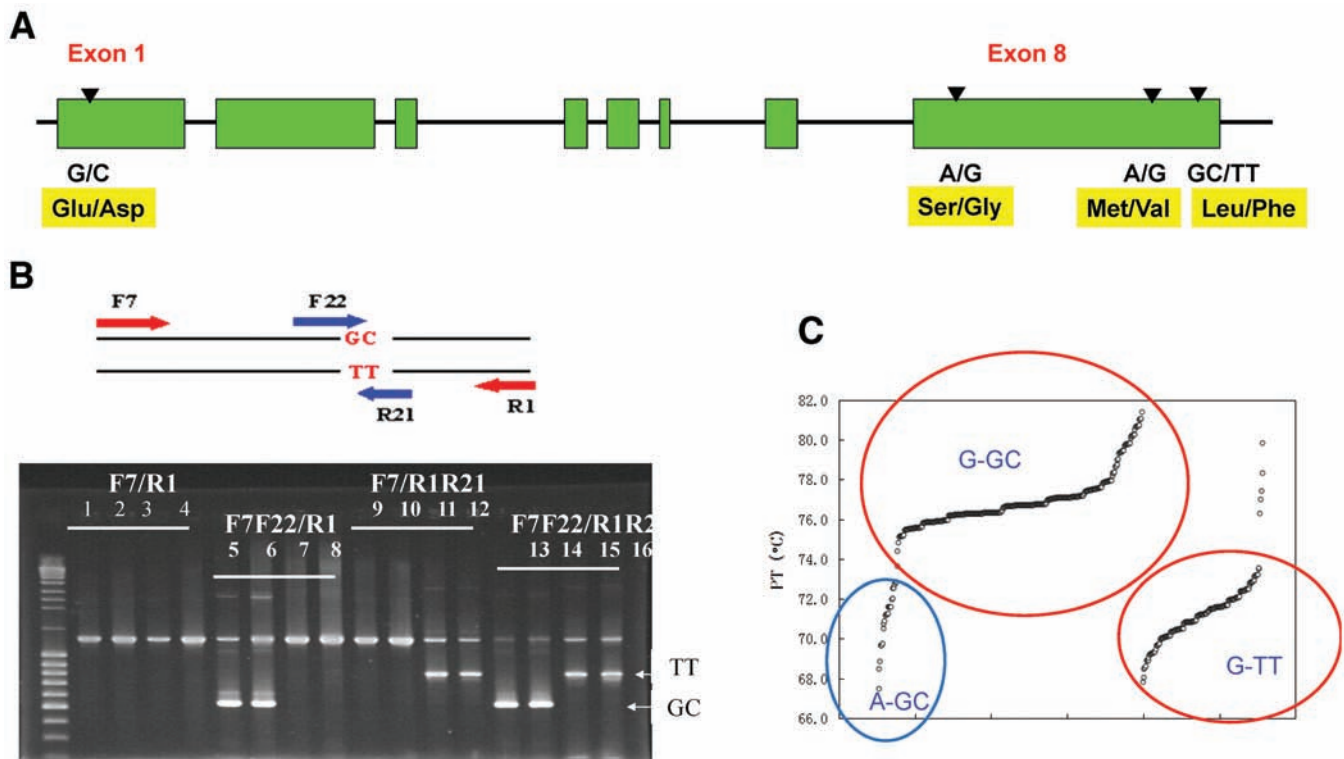 A
Exon 1
Exon 8
G/C
A/G
A/G
GC/TT
Glu/Asp
Ser/Gly
Met/Val
Leu/Phe
B
F7
F22
GC
TT
R21
R1
F7/R1
1 2 3 4
F7F22/R1
5 6 7 8
F7/R1R21
9 10 11 12
F7F22/R1R2
13 14 15 16
TT
GC
C
PT (°C)
82.0
80.0
78.0
76.0
74.0
72.0
70.0
68.0
66.0
G-GC
A-GC
G-TT